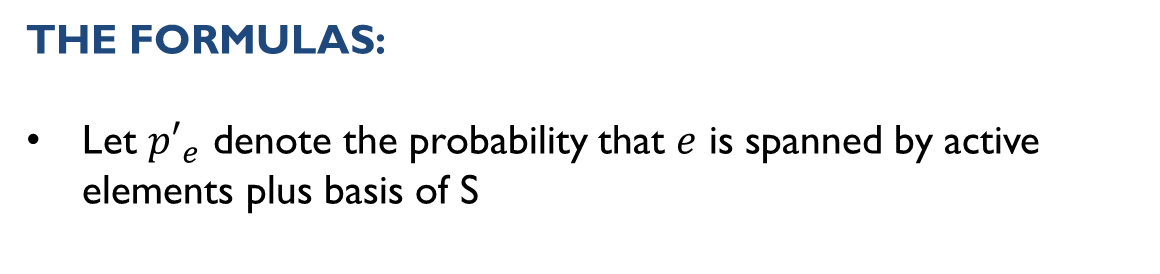 THE FORMULAS:
• Let p′ₑ denote the probability that e is spanned by active
elements plus basis of S